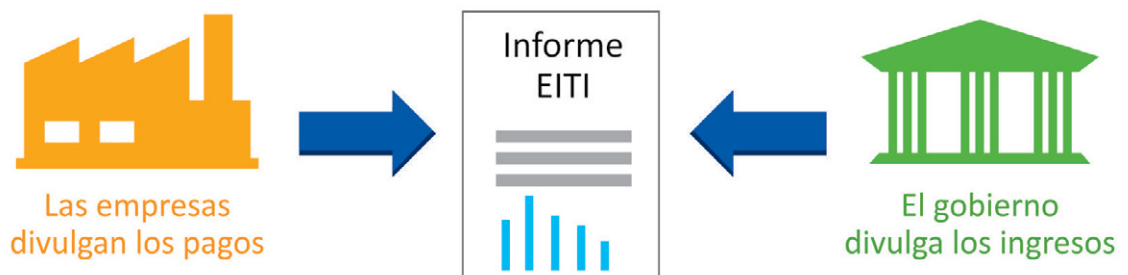 Informe
EITI
Las empresas
divulgan los pagos
El gobierno
divulga los ingresos